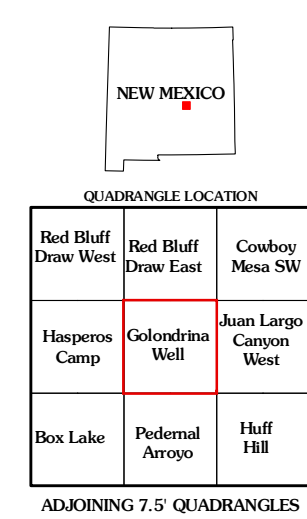 NEW MEXICO
QUADRANGLE LOCATION
Red Bluff
Draw West
Red Bluff
Draw East
Cowboy
Mesa SW
Hasperos
Camp
Golondrina
Well
Juan Largo
Canyon
West
Box Lake
Pedernal
Arroyo
Huff
Hill
ADJOINING 7.5' QUADRANGLES